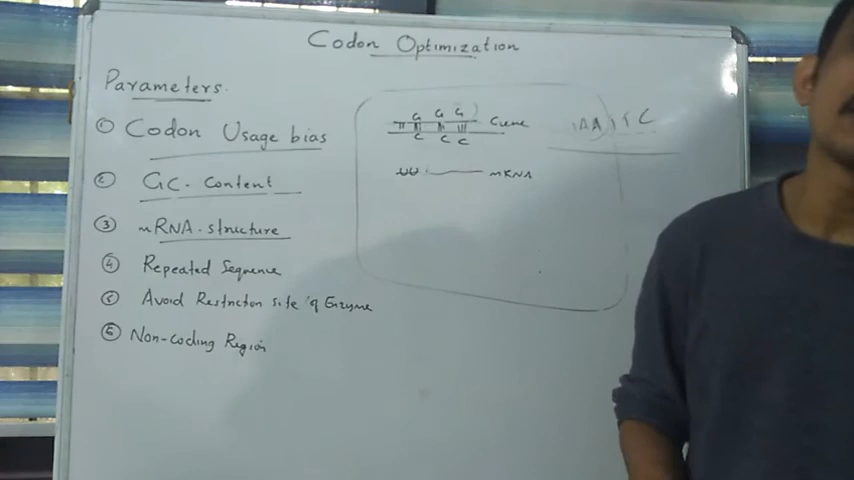 Codon Optimization
Parameters.
① Codon Usage bias
② GC. Content
③ mRNA. structure
④ Repeated Sequence
⑤ Avoid Restricton site of Enzyme
⑥ Non-coding Region
G G G
Gene
C C C
mRNA